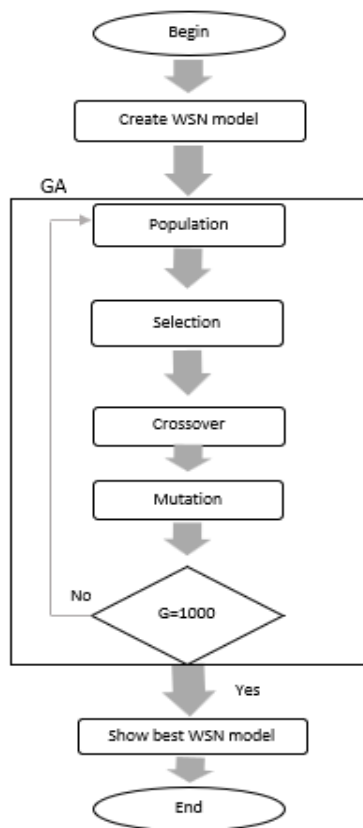 Begin
Create WSN model
GA
Population
Selection
Crossover
Mutation
No
G=1000
Yes
Show best WSN model
End